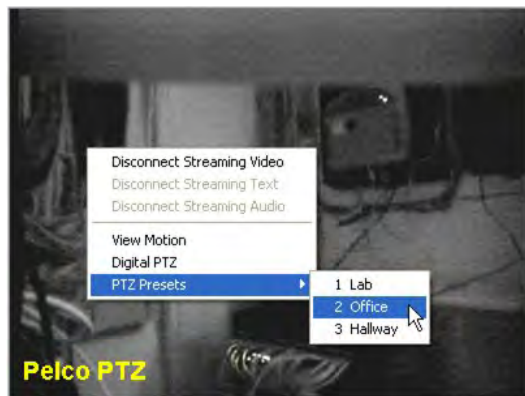 Disconnect Streaming Video
Disconnect Streaming Text
Disconnect Streaming Audio
View Motion
Digital PTZ
PTZ Presets
1 Lab
2 Office
3 Hallway
Pelco PTZ